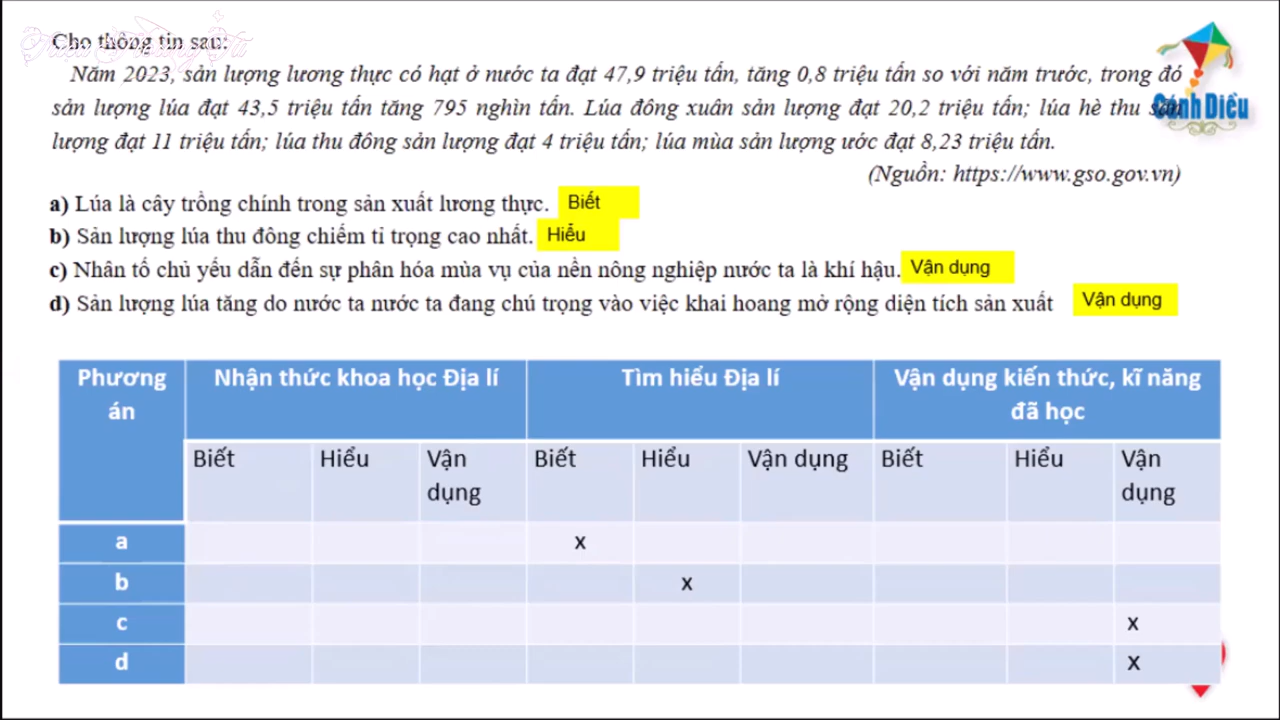 Cho thông tin sau:
Năm 2023, sản lượng lương thực có hạt ở nước ta đạt 47,9 triệu tấn, tăng 0,8 triệu tấn so với năm trước, trong đó
sản lượng lúa đạt 43,5 triệu tấn tăng 795 nghìn tấn. Lúa đông xuân sản lượng đạt 20,2 triệu tấn; lúa hè thu sản
lượng đạt 11 triệu tấn; lúa thu đông sản lượng đạt 4 triệu tấn; lúa mùa sản lượng ước đạt 8,23 triệu tấn.
Cánh Diều
(Nguồn: https://www.gso.gov.vn)
a) Lúa là cây trồng chính trong sản xuất lương thực. Biết
b) Sản lượng lúa thu đông chiếm tỉ trọng cao nhất. Hiểu
c) Nhân tố chủ yếu dẫn đến sự phân hóa mùa vụ của nền nông nghiệp nước ta là khí hậu. Vận dụng
d) Sản lượng lúa tăng do nước ta nước ta đang chú trọng vào việc khai hoang mở rộng diện tích sản xuất Vận dụng
Phương án Nhận thức khoa học Địa lí Tìm hiểu Địa lí Vận dụng kiến thức, kĩ năng đã học
Biết Hiểu Vận dụng Biết Hiểu Vận dụng Biết Hiểu Vận dụng
a x
b x
c x
d x